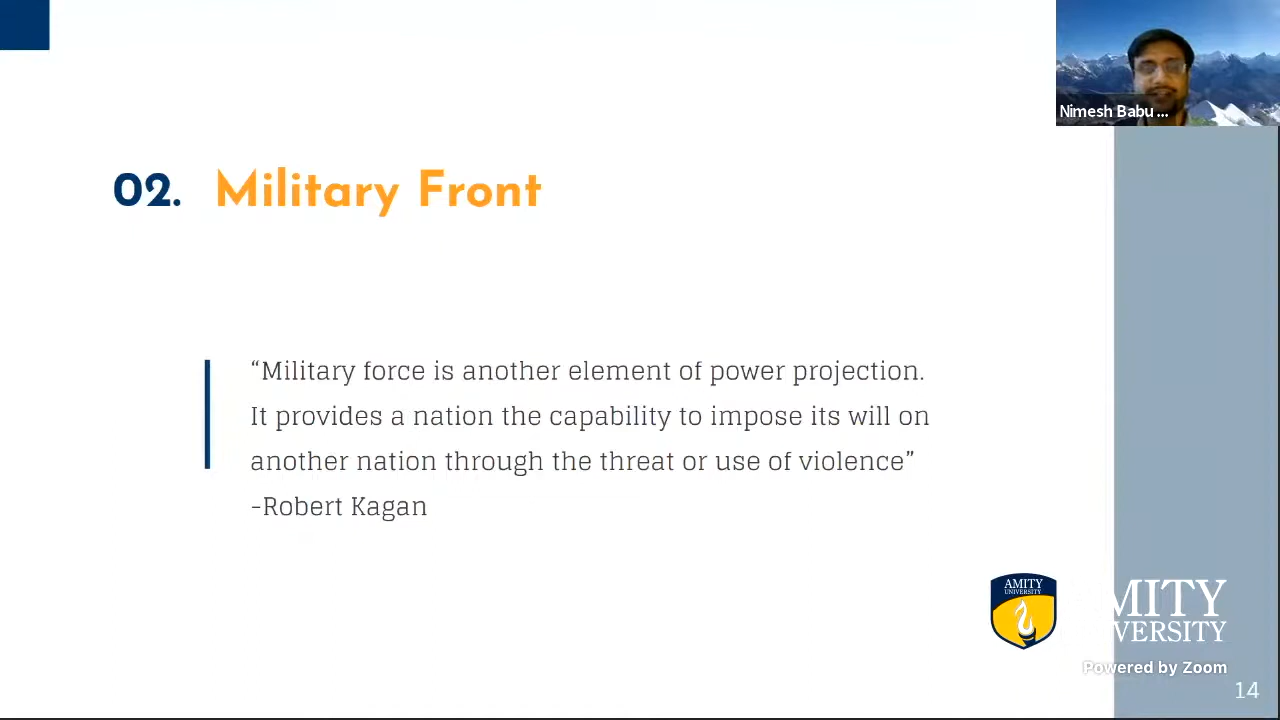 Nimesh Babu ...
02. Military Front
“Military force is another element of power projection.
It provides a nation the capability to impose its will on
another nation through the threat or use of violence”
-Robert Kagan
AMITY
UNIVERSITY
MITY
VERSITY
Powered by Zoom
14